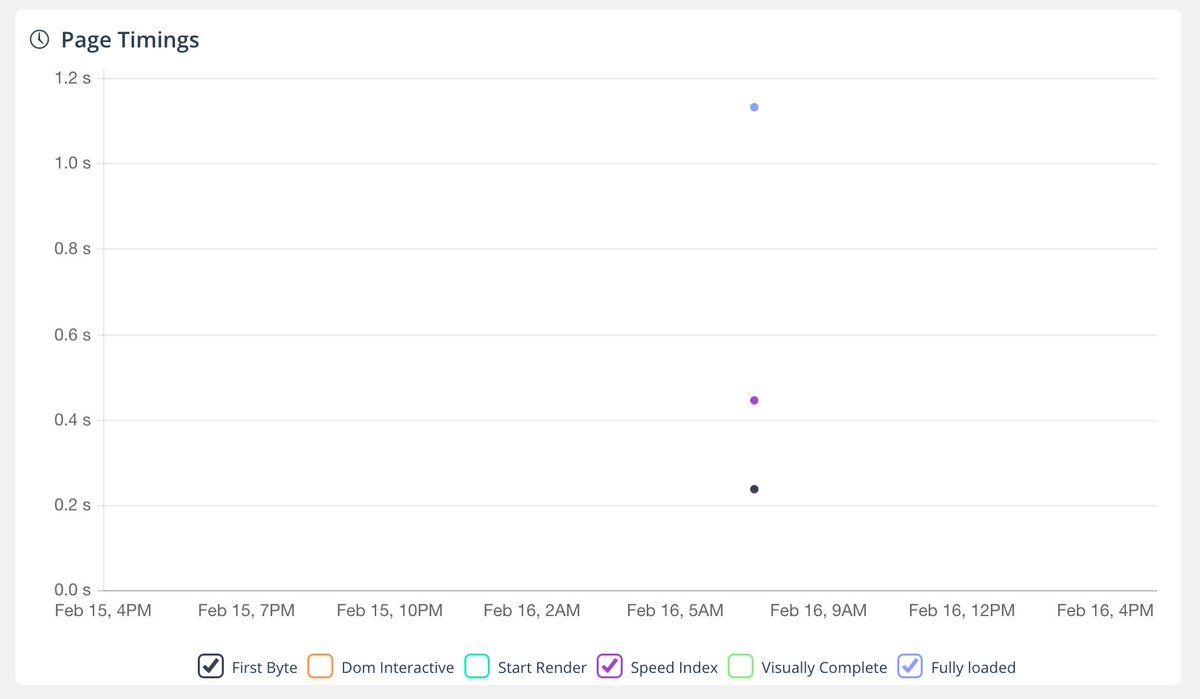 Page Timings
1.2 s
1.0 s
0.8 s
0.6 s
0.4 s
0.2 s
0.0 s
Feb 15, 4PM Feb 15, 7PM Feb 15, 10PM Feb 16, 2AM Feb 16, 5AM Feb 16, 9AM Feb 16, 12PM Feb 16, 4PM
First Byte Dom Interactive Start Render Speed Index Visually Complete Fully loaded